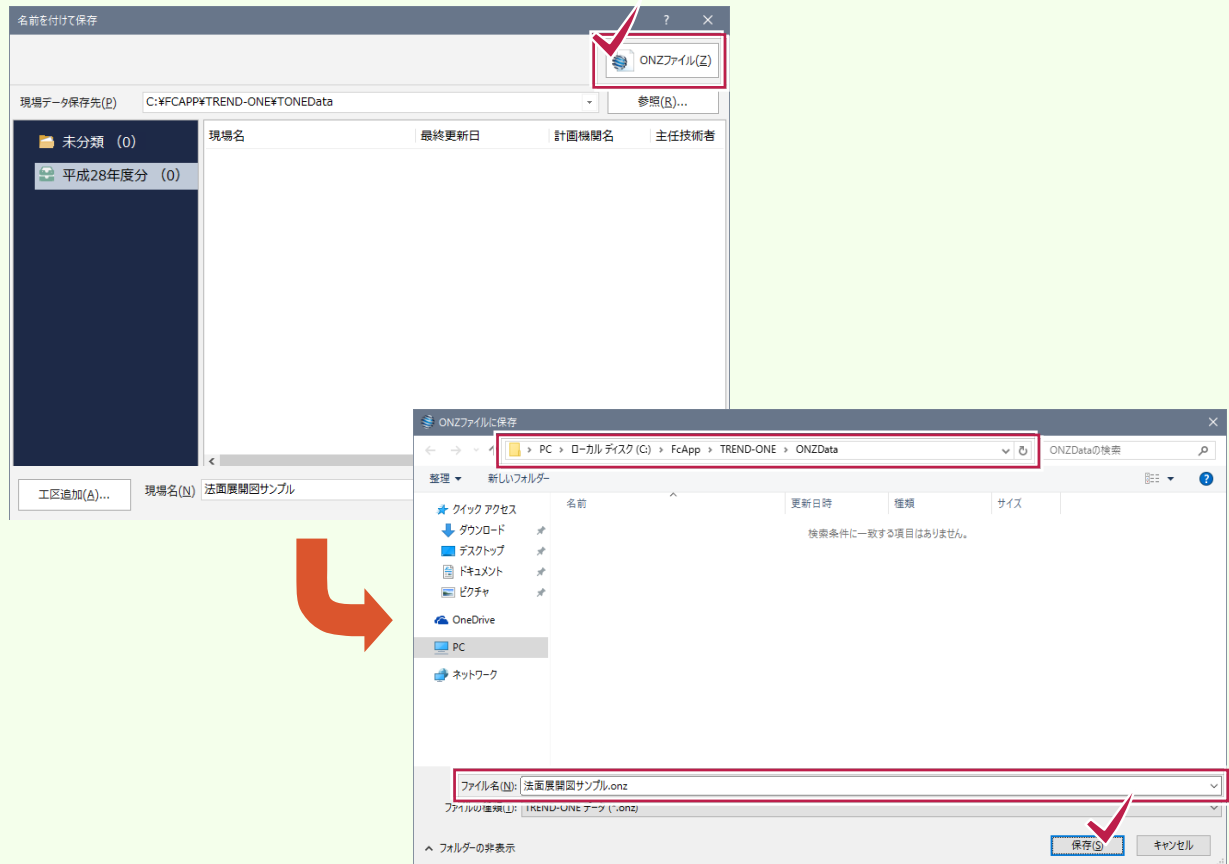 名前を付けて保存
?
ONZファイル(Z)
現場データ保存先(P)
C:¥FCAPP¥TREND-ONE¥TONEData
参照(R)...
未分類 (0)
平成28年度分 (0)
現場名
最終更新日
計画機関名
主任技術者
工区追加(A)...
現場名(N)
法面展開図サンプル
ONZファイルに保存
PC › ローカル ディスク (C:) › FcApp › TREND-ONE › ONZData
ONZDataの検索
整理
新しいフォルダー
?
クイック アクセス
ダウンロード
デスクトップ
ドキュメント
ピクチャ
OneDrive
PC
ネットワーク
名前
更新日時
種類
サイズ
検索条件に一致する項目はありません。
ファイル名(N):
法面展開図サンプル.onz
ファイルの種類(T):
TREND-ONE データ (*.onz)
フォルダーの非表示
保存(S)
キャンセル